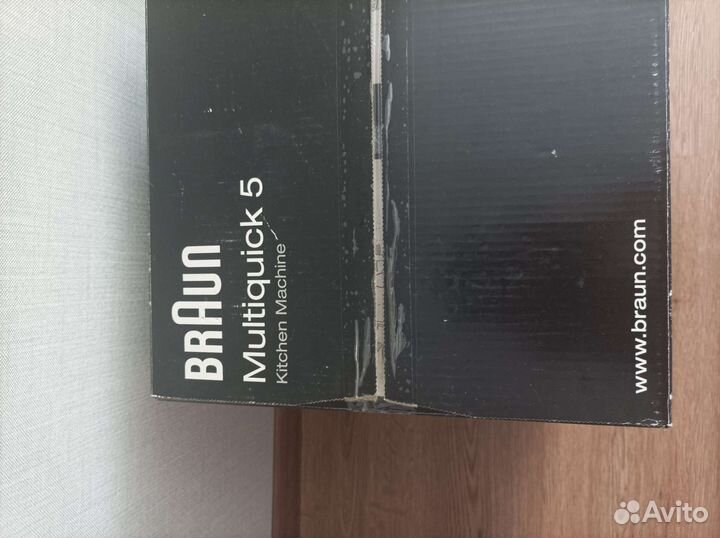 BRAUN
Multiquick 5
Kitchen Machine
www.braun.com
Avito